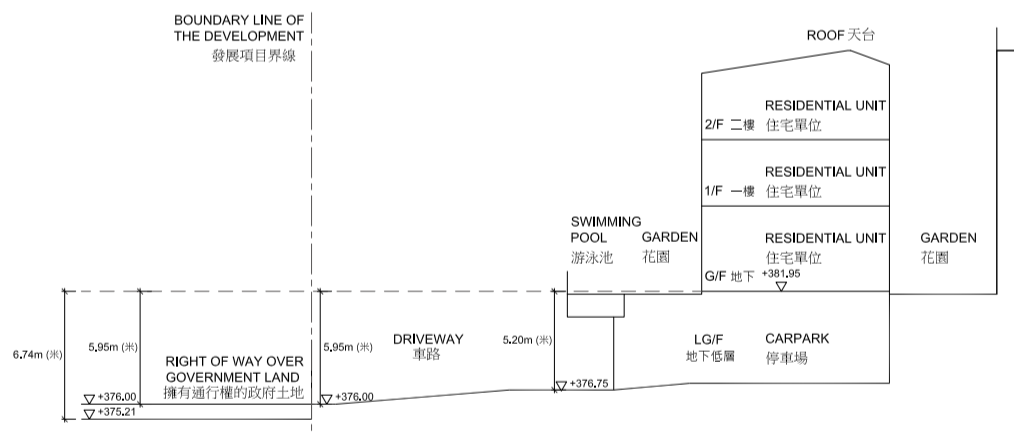 BOUNDARY LINE OF
THE DEVELOPMENT
發展項目界線
ROOF 天台
RESIDENTIAL UNIT
2/F 二樓 住宅單位
RESIDENTIAL UNIT
1/F 一樓 住宅單位
SWIMMING
POOL
游泳池
GARDEN
花園
RESIDENTIAL UNIT
住宅單位
G/F 地下 +381.95
GARDEN
花園
6.74m (米)
5.95m (米)
RIGHT OF WAY OVER
GOVERNMENT LAND
擁有通行權的政府土地
+376.00
+375.21
5.95m (米)
+376.00
DRIVEWAY
車路
5.20m (米)
+376.75
LG/F
地下低層
CARPARK
停車場